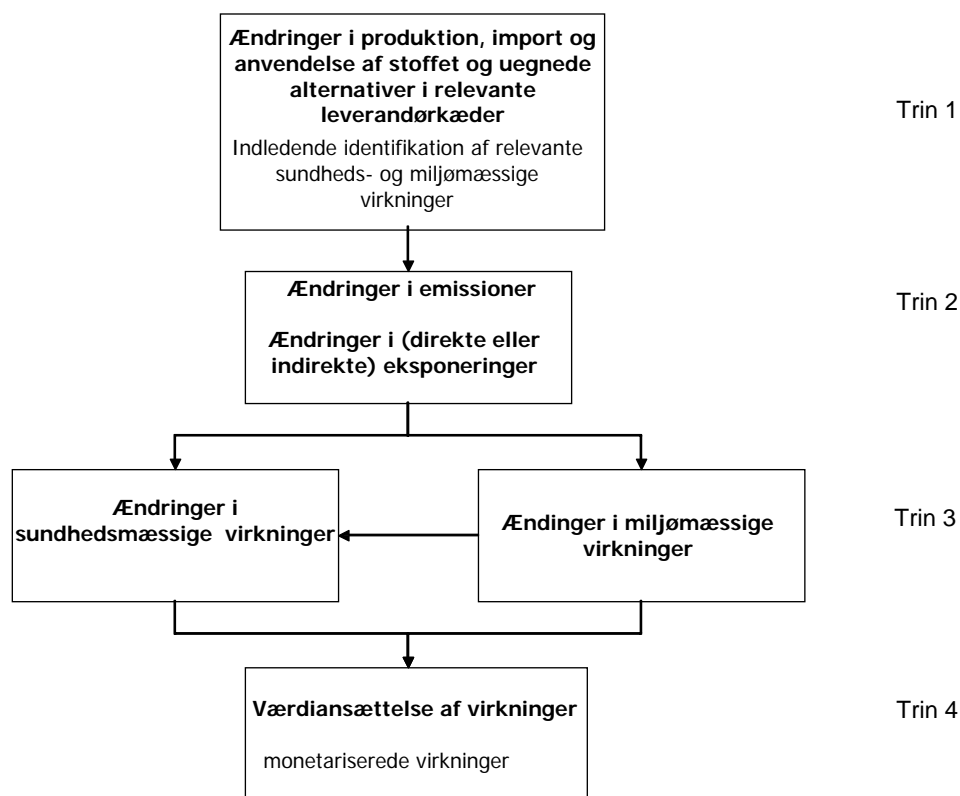 Ændringer i produktion, import og
anvendelse af stoffet og uegnede
alternativer i relevante
leverandørkæder
Indledende identifikation af relevante
sundheds- og miljømæssige
virkninger
Trin 1
Ændringer i emissioner
Ændringer i (direkte eller
indirekte) eksponeringer
Trin 2
Ændringer i
sundhedsmæssige virkninger
Ændinger i miljømæssige
virkninger
Trin 3
Værdiansættelse af virkninger
monetariserede virkninger
Trin 4